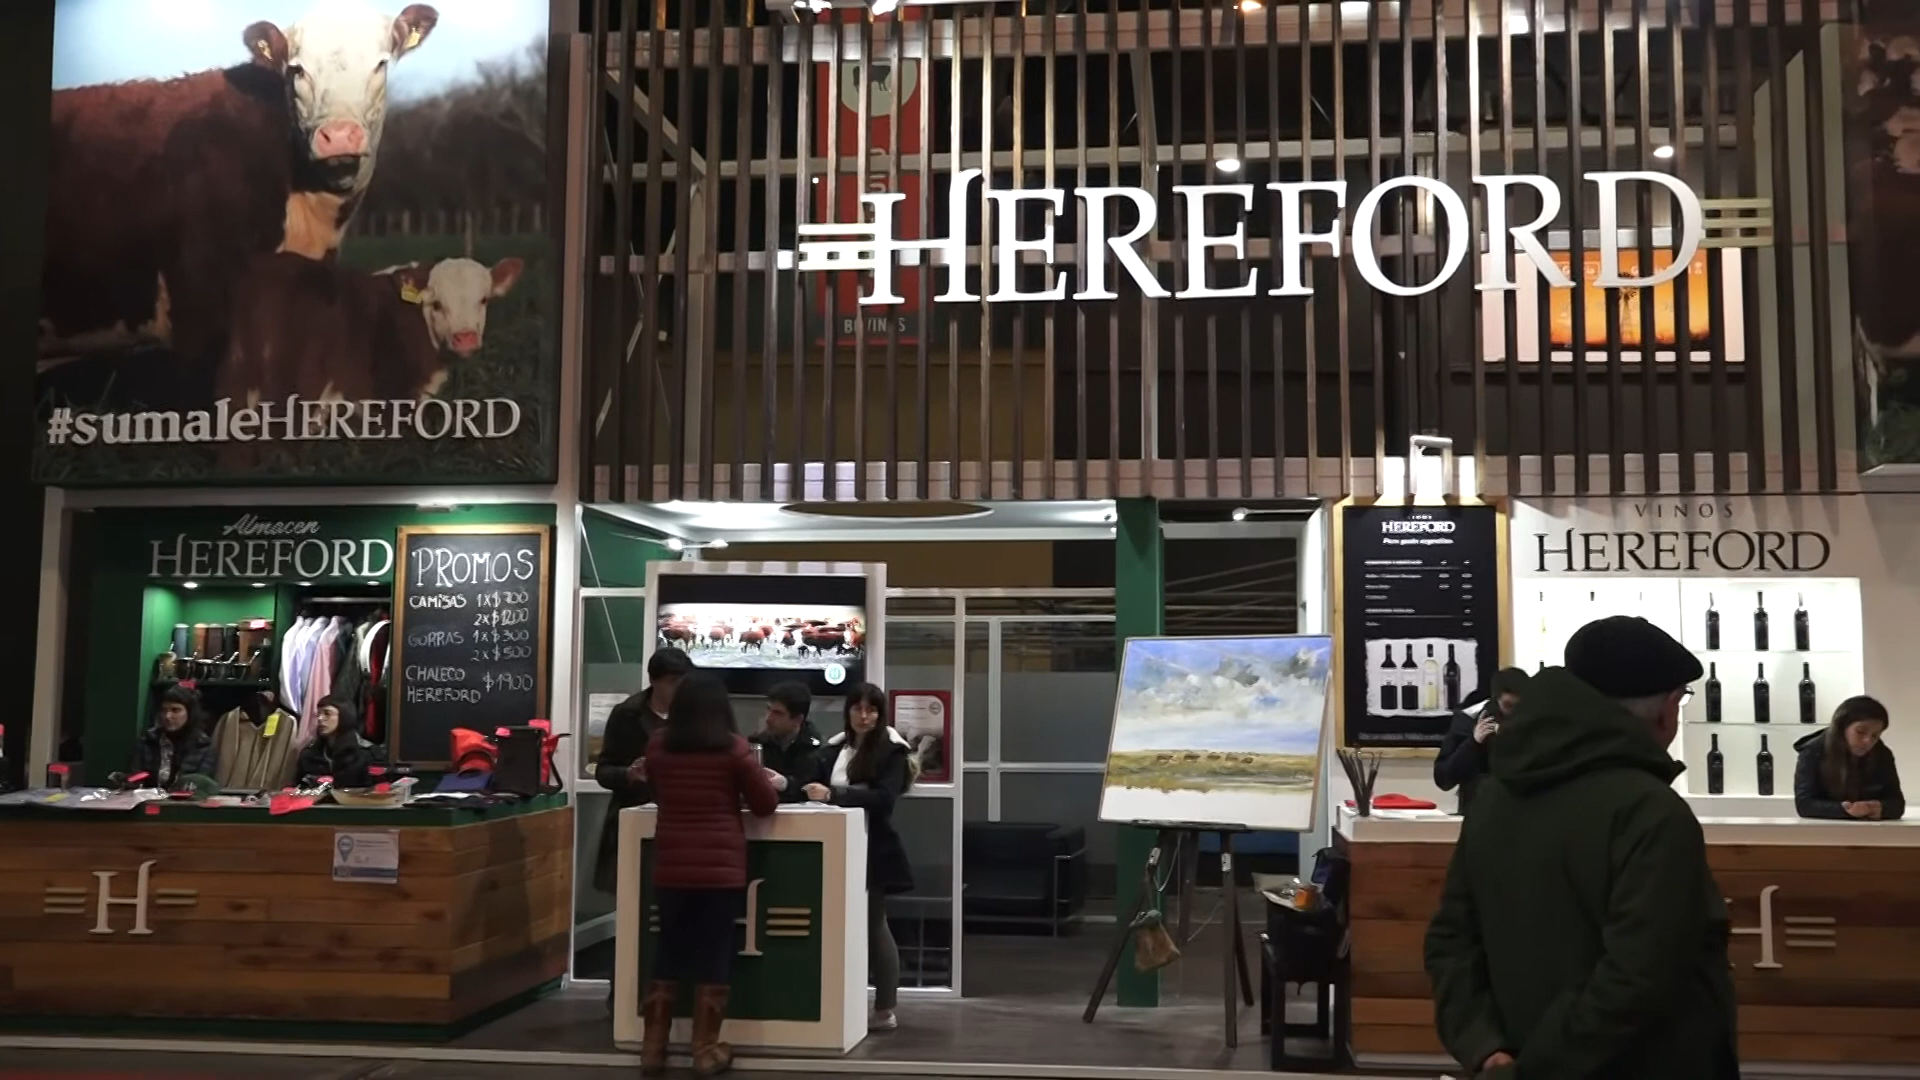 #sumaleHEREFORD
HEREFORD
BOVINOS
Almacen
HEREFORD
PROMOS
CAMISAS 1X$700
2X$1200
GORRAS 1X$300
2X$500
CHALECO
HEREFORD $1900
H
HEREFORD
VINOS
HEREFORD